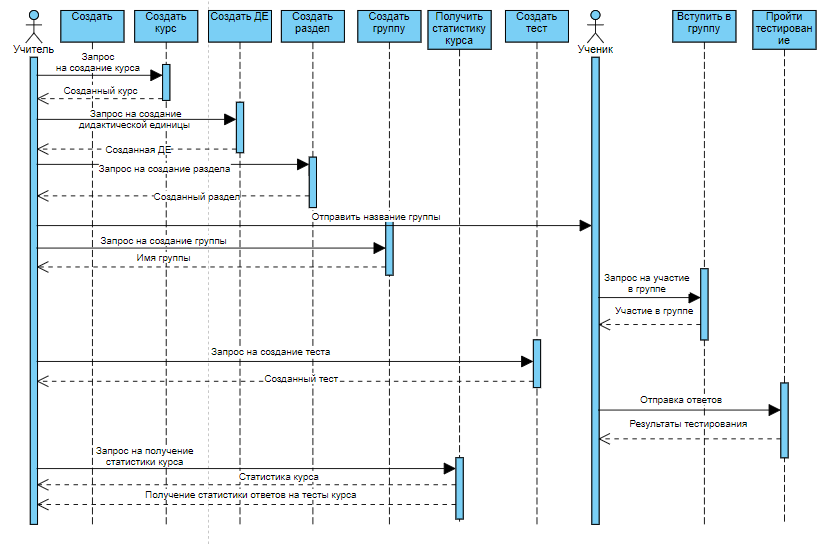 Создать
Создать
курс
Создать ДЕ
Создать
раздел
Создать
группу
Получить
статистику
курса
Создать
тест
Вступить в
группу
Пройти
тестирован
ие
Учитель
Ученик
Запрос
на создание курса
Созданный курс
Запрос на создание
дидактической единицы
Созданная ДЕ
Запрос на создание раздела
Созданный раздел
Отправить название группы
Запрос на создание группы
Имя группы
Запрос на участие
в группе
Участие в группе
Запрос на создание теста
Созданный тест
Отправка ответов
Результаты тестирования
Запрос на получение
статистики курса
Статистика курса
Получение статистики ответов на тесты курса